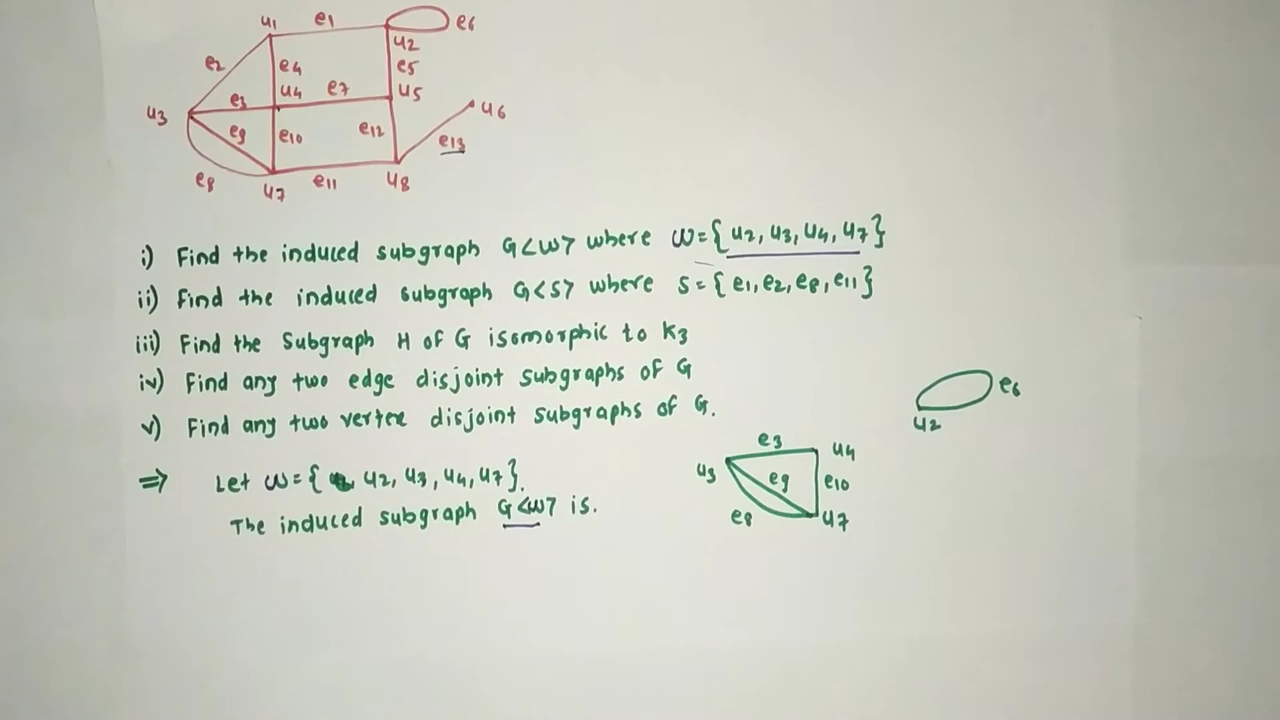 u1 e1 e6
u2
e2 e4 e5
u3 e3 u4 e7 u5 u6
e9 e10 e12 e13
e8 u7 e11 u8
i) Find the induced subgraph G<w> where w={u2, u3, u4, u7}
ii) Find the induced subgraph G<S> where S={e1, e2, e8, e11}
iii) Find the Subgraph H of G isomorphic to K3
iv) Find any two edge disjoint subgraphs of G
v) Find any two vertex disjoint subgraphs of G.
e6
u2
⇒ Let w={ u2, u3, u4, u7}.
The induced subgraph G<w> is.
e3 u4
u3 e9 e10
e8 u7